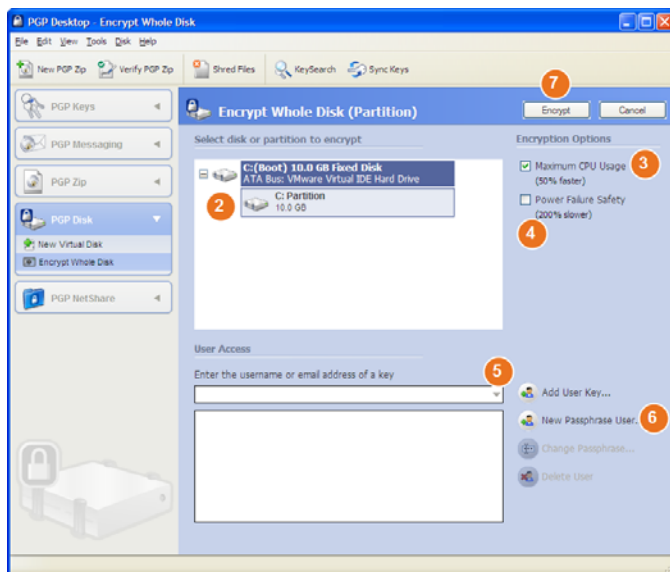 PGP Desktop - Encrypt Whole Disk
File Edit View Tools Disk Help
New PGP Zip Verify PGP Zip Shred Files KeySearch Sync Keys
PGP Keys
PGP Messaging
PGP Zip
PGP Disk
New Virtual Disk
Encrypt Whole Disk
PGP NetShare
7
Encrypt Whole Disk (Partition)
Encrypt Cancel
Select disk or partition to encrypt
C:(Boot) 10.0 GB Fixed Disk
ATA Bus: VMware Virtual IDE Hard Drive
2
C: Partition
10.0 GB
Encryption Options
Maximum CPU Usage
(50% faster)
3
Power Failure Safety
(200% slower)
4
User Access
Enter the username or email address of a key
5
Add User Key...
New Passphrase User..
6
Change Passphrase...
Delete User